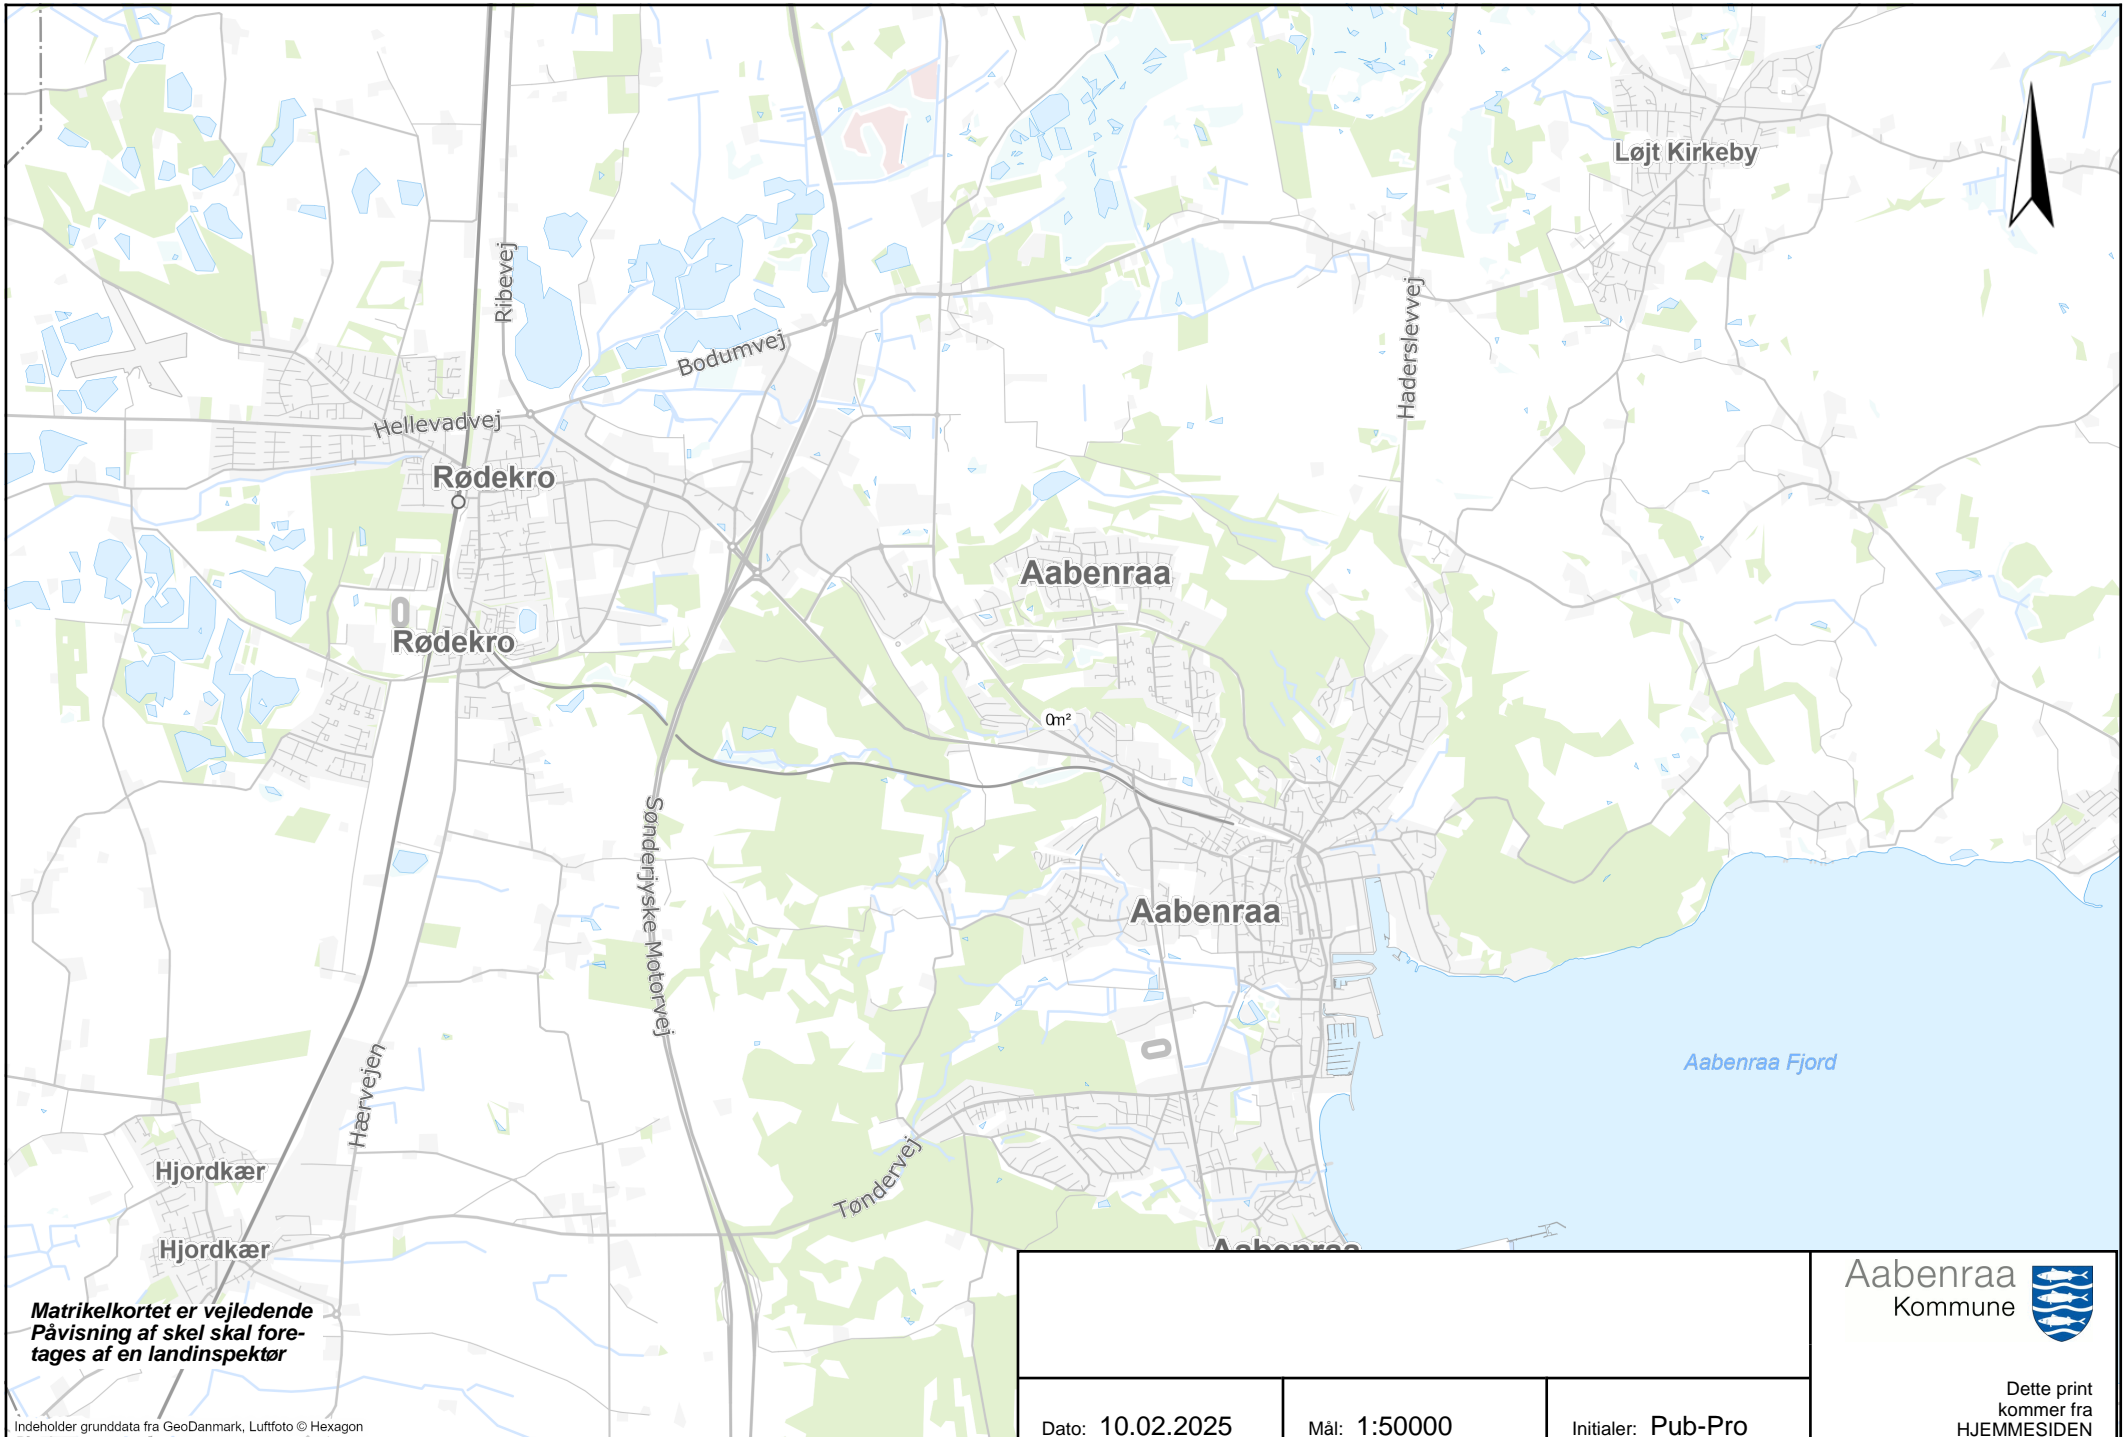 Løjt Kirkeby
Ribevej
Bodumvej
Haderslevvej
Hellevadvej
Rødekro
Aabenraa
Rødekro
0m²
Sønderjyske Motorvej
Aabenraa
Aabenraa Fjord
Hærvejen
Tøndervej
Hjordkær
Hjordkær
Aabenraa
Matrikelkortet er vejledende
Påvisning af skel skal fore-
tages af en landinspektør
Indeholder grunddata fra GeoDanmark, Luftfoto © Hexagon
Aabenraa
Kommune
Dette print
kommer fra
HJEMMESIDEN
Dato: 10.02.2025
Mål: 1:50000
Initialer: Pub-Pro